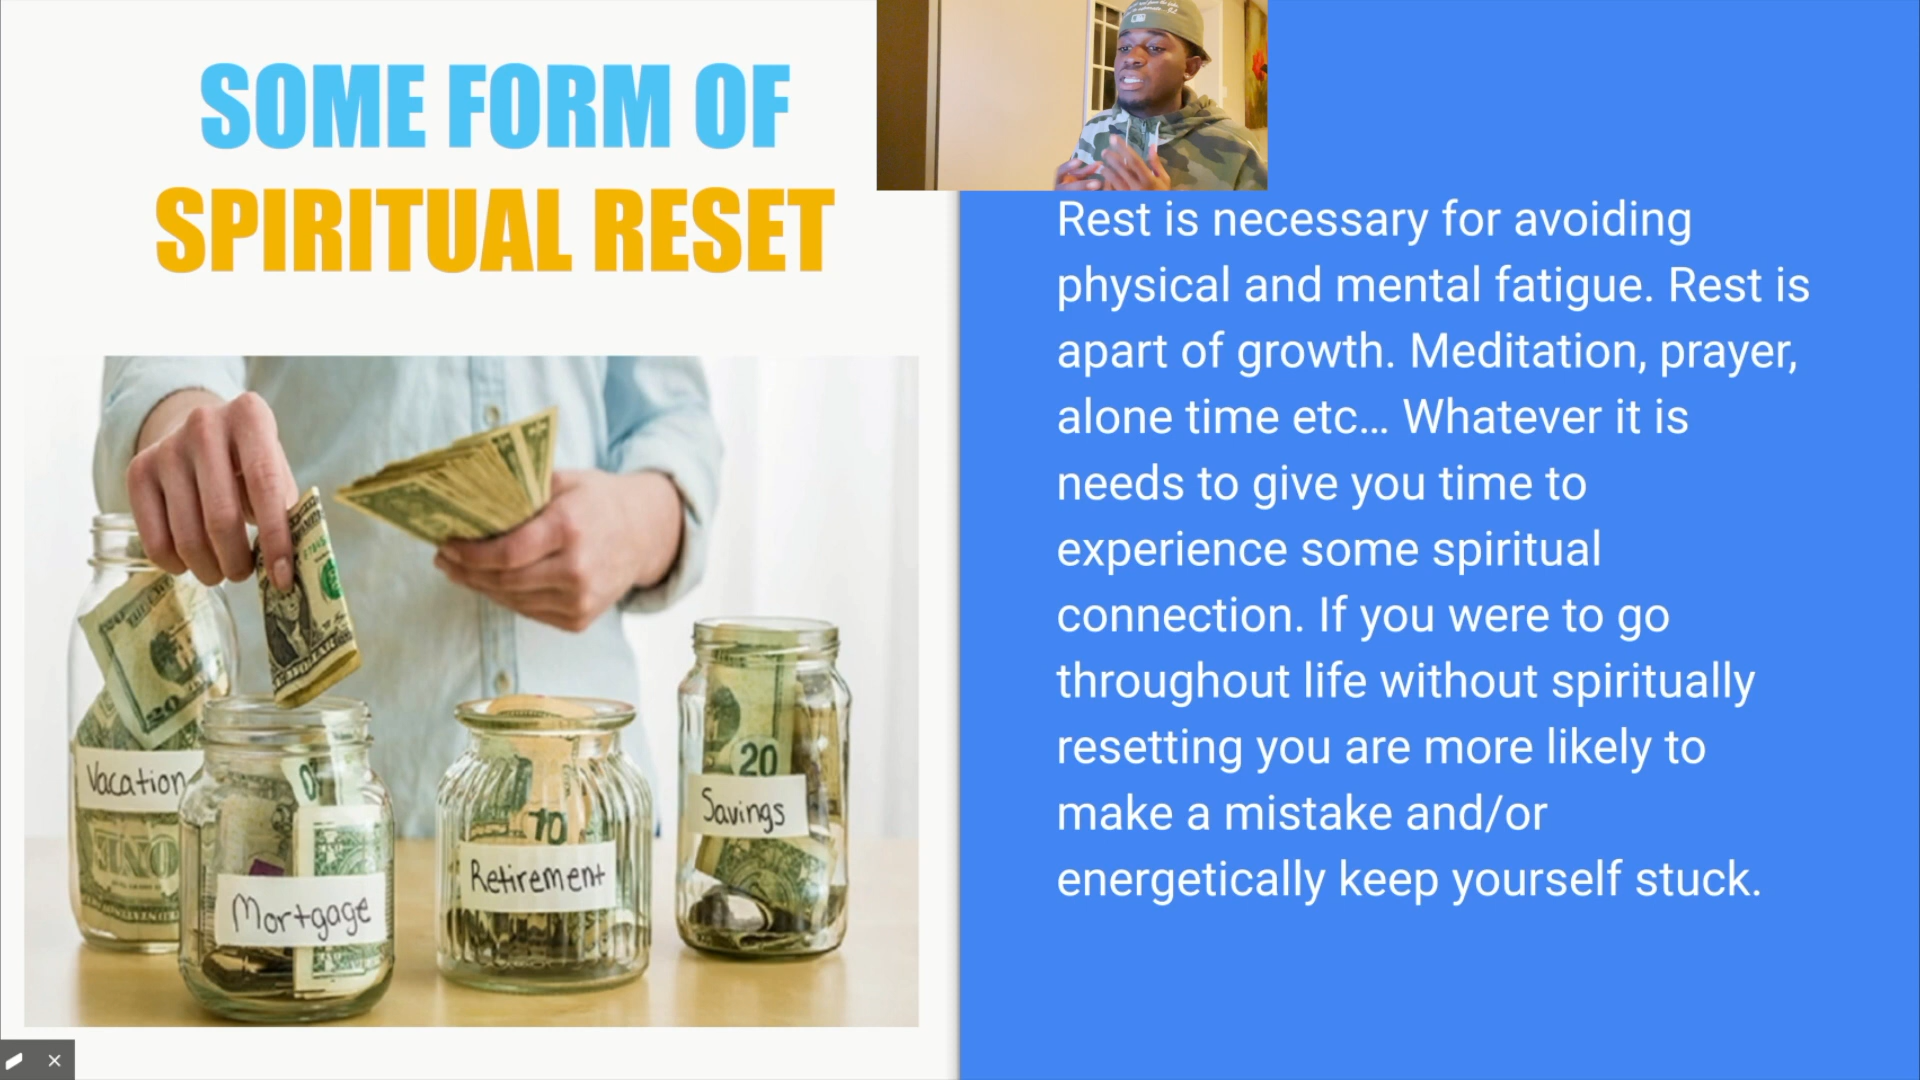 SOME FORM OF
SPIRITUAL RESET
Rest is necessary for avoiding
physical and mental fatigue. Rest is
apart of growth. Meditation, prayer,
alone time etc... Whatever it is
needs to give you time to
experience some spiritual
connection. If you were to go
throughout life without spiritually
resetting you are more likely to
make a mistake and/or
energetically keep yourself stuck.
Vacation
Mortgage
Retirement
Savings
20
10
20